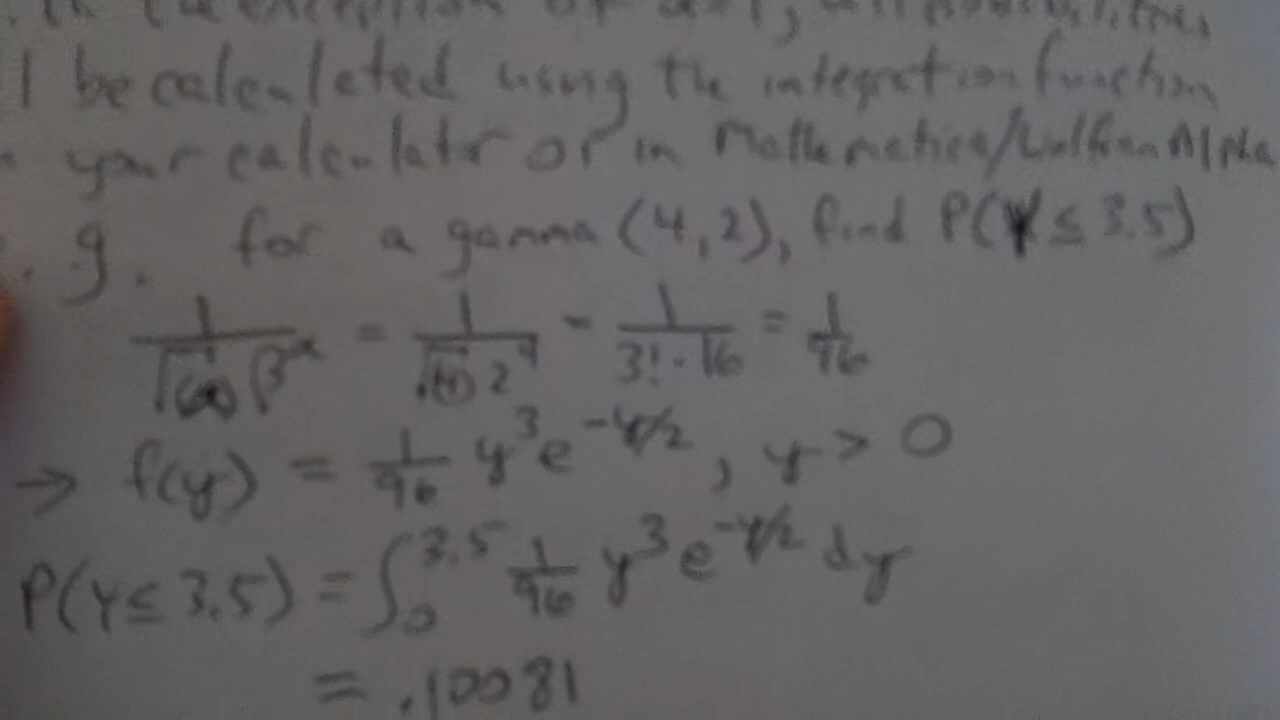 exception of
l be calculated using the integration function
your calculator or in Mathematica/WolframAlpha
.g. for a gamma (4,2), find P(Y ≤ 3.5)
1/(Γ(α) β^α) = 1/(Γ(4) 2^4) = 1/(3! · 16) = 1/96
→ f(y) = 1/96 y^3 e^(-y/2), y > 0
P(Y ≤ 3.5) = ∫_0^3.5 1/96 y^3 e^(-y/2) dy
= .10081